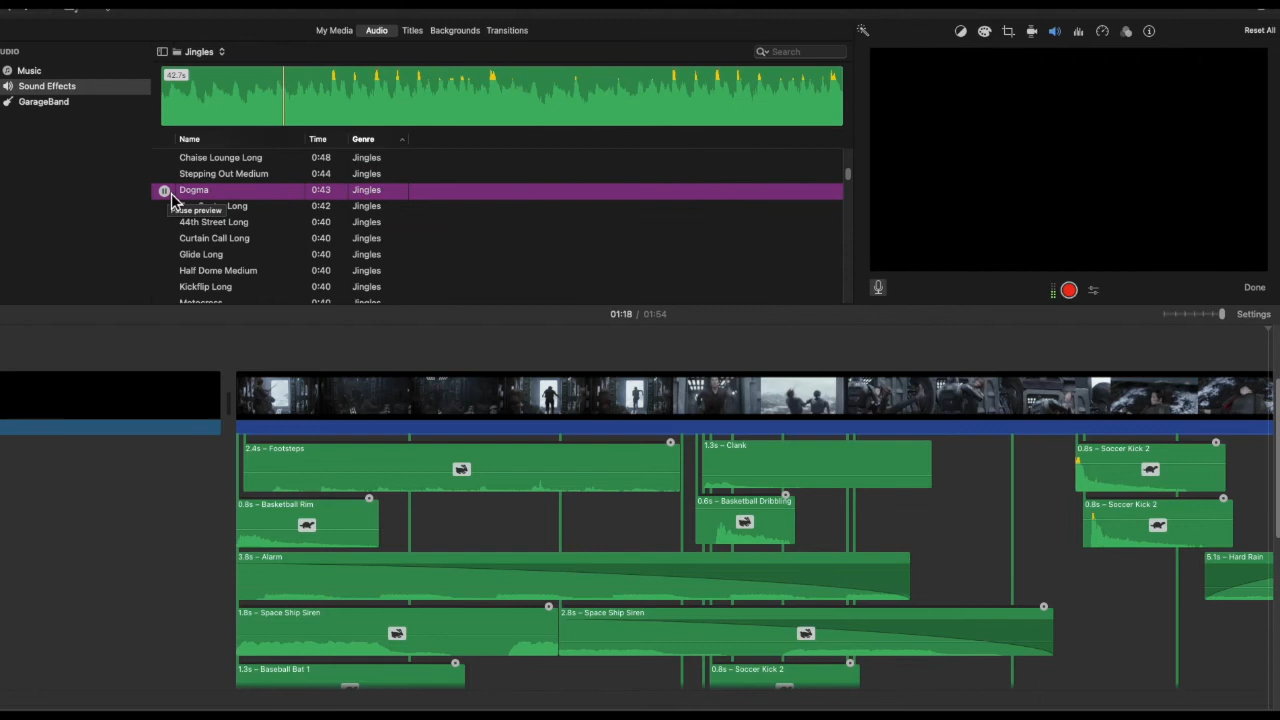 My Media Audio Titles Backgrounds Transitions
Reset All
UDIO
Jingles
Search
Music
Sound Effects
GarageBand
42.7s
Name Time Genre
Chaise Lounge Long 0:48 Jingles
Stepping Out Medium 0:44 Jingles
Dogma 0:43 Jingles
Long 0:42 Jingles
Pause preview
44th Street Long 0:40 Jingles
Curtain Call Long 0:40 Jingles
Glide Long 0:40 Jingles
Half Dome Medium 0:40 Jingles
Kickflip Long 0:40 Jingles
Motocross 0:40 Jingles
Done
01:18 / 01:54
Settings
2.4s – Footsteps
1.3s – Clank
0.8s – Soccer Kick 2
0.8s – Basketball Rim
0.6s – Basketball Dribbling
0.8s – Soccer Kick 2
3.8s – Alarm
5.1s – Hard Rain
1.8s – Space Ship Siren
2.8s – Space Ship Siren
1.3s – Baseball Bat 1
0.8s – Soccer Kick 2